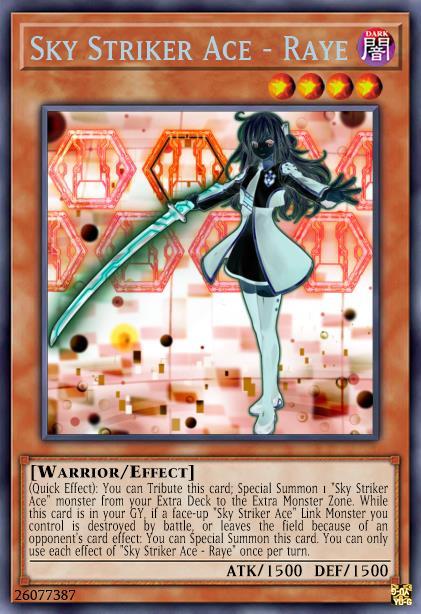 SKY STRIKER ACE - RAYE
DARK
闇
[WARRIOR/EFFECT]
(Quick Effect): You can Tribute this card; Special Summon 1 "Sky Striker
Ace" monster from your Extra Deck to the Extra Monster Zone. While
this card is in your GY, if a face-up "Sky Striker Ace" Link Monster you
control is destroyed by battle, or leaves the field because of an
opponent's card effect: You can Special Summon this card. You can only
use each effect of "Sky Striker Ace - Raye" once per turn.
ATK/1500 DEF/1500
26077387